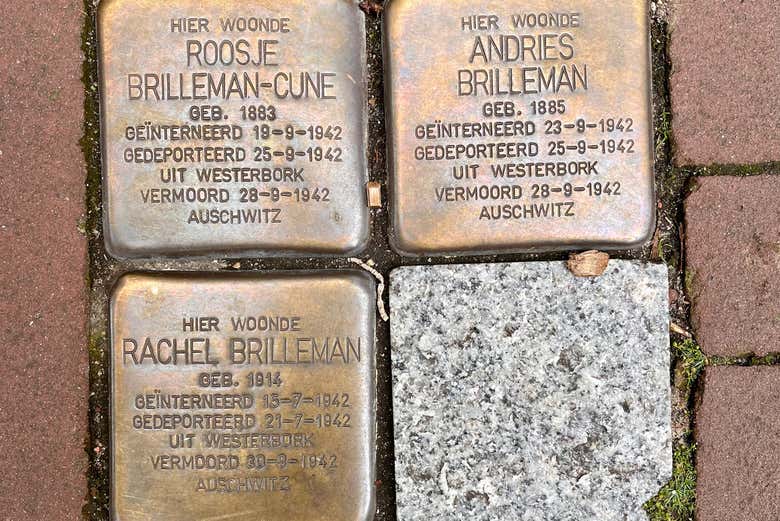 HIER WOONDE
ROOSJE
BRILLEMAN-CUNE
GEB. 1883
GEÏNTERNEERD 19-9-1942
GEDEPORTEERD 25-9-1942
UIT WESTERBORK
VERMOORD 28-9-1942
AUSCHWITZ
HIER WOONDE
ANDRIES
BRILLEMAN
GEB. 1885
GEÏNTERNEERD 23-9-1942
GEDEPORTEERD 25-9-1942
UIT WESTERBORK
VERMOORD 28-9-1942
AUSCHWITZ
HIER WOONDE
RACHEL BRILLEMAN
GEB. 1914
GEÏNTERNEERD 15-7-1942
GEDEPORTEERD 21-7-1942
UIT WESTERBORK
VERMOORD 30-9-1942
AUSCHWITZ